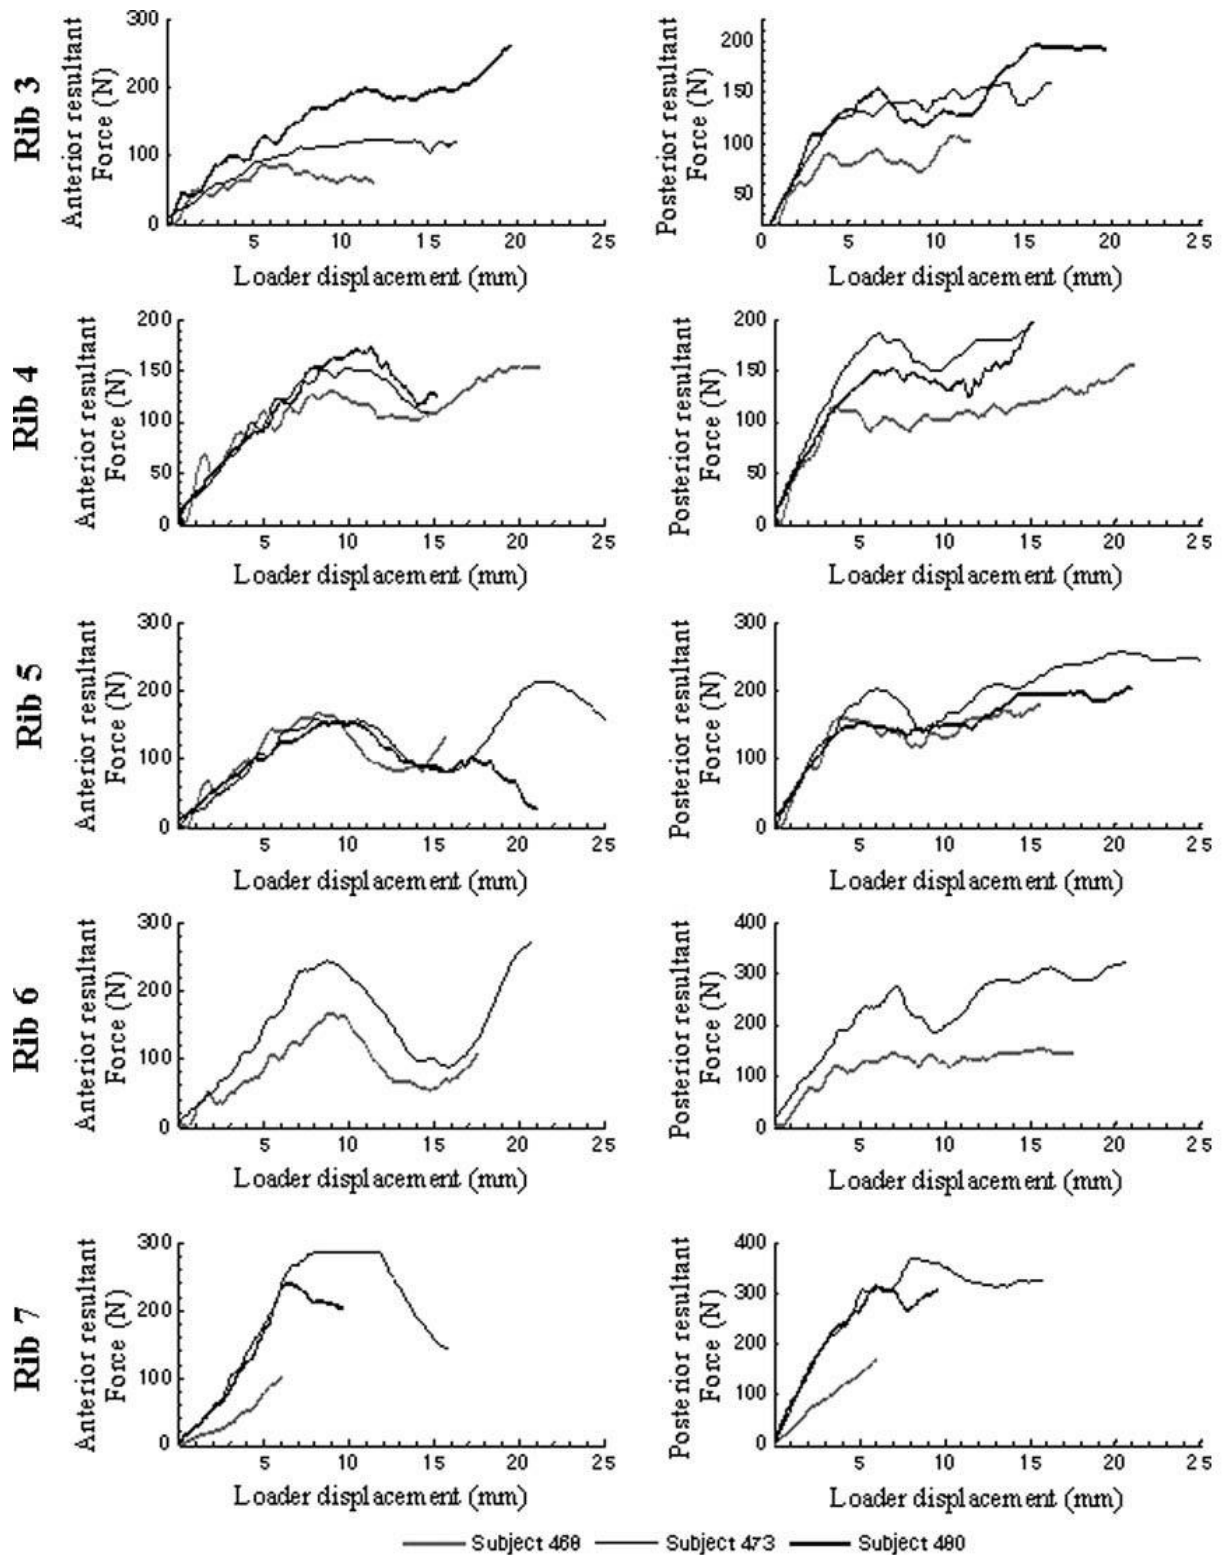 Rib 3
Anterior resultant
Force (N)
300
200
100
0
5 10 15 20 25
Loader displacement (mm)
Posterior resultant
Force (N)
200
150
100
50
0 5 10 15 20 25
Loader displacement (mm)
Rib 4
Anterior resultant
Force (N)
200
150
100
50
0
5 10 15 20 25
Loader displacement (mm)
Posterior resultant
Force (N)
200
150
100
50
0
5 10 15 20 25
Loader displacement (mm)
Rib 5
Anterior resultant
Force (N)
300
200
100
0
5 10 15 20 25
Loader displacement (mm)
Posterior resultant
Force (N)
300
200
100
0
5 10 15 20 25
Loader displacement (mm)
Rib 6
Anterior resultant
Force (N)
300
200
100
0
5 10 15 20 25
Loader displacement (mm)
Posterior resultant
Force (N)
400
300
200
100
0
5 10 15 20 25
Loader displacement (mm)
Rib 7
Anterior resultant
Force (N)
300
200
100
0
5 10 15 20 25
Loader displacement (mm)
Posterior resultant
Force (N)
400
300
200
100
0
5 10 15 20 25
Loader displacement (mm)
Subject 468 Subject 473 Subject 480